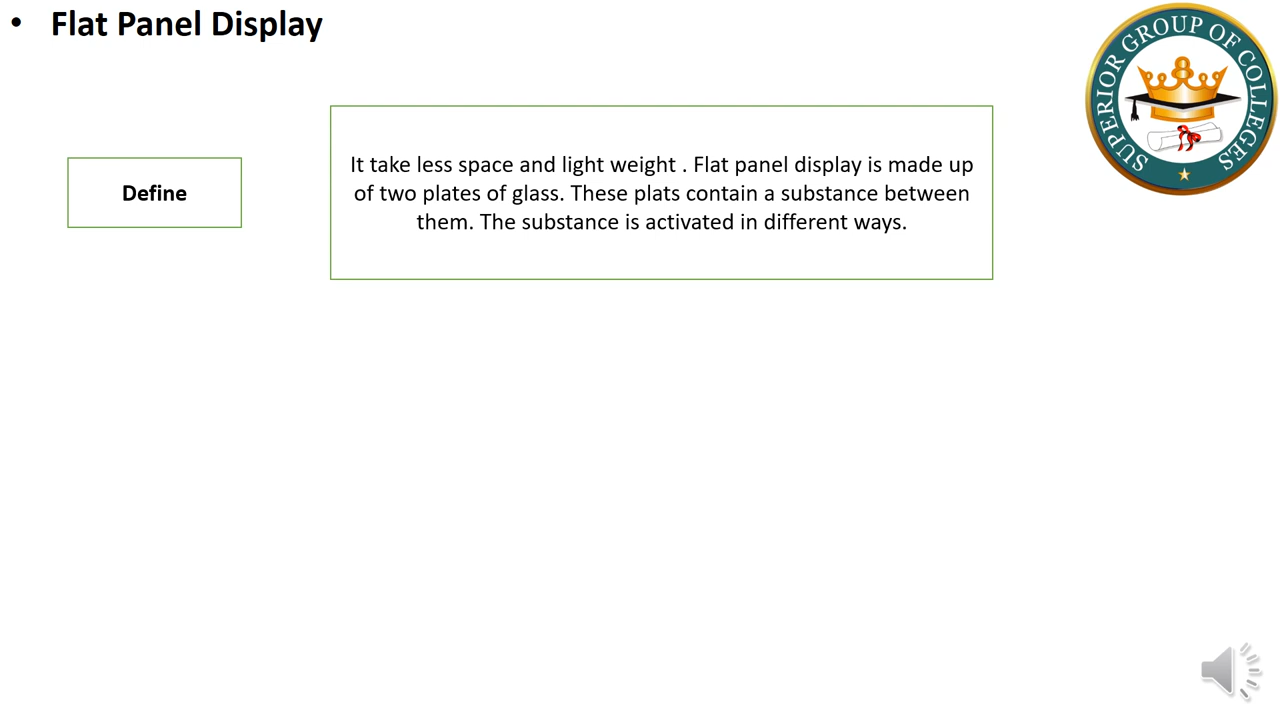 • Flat Panel Display
SUPERIOR GROUP OF COLLEGES
Define
It take less space and light weight . Flat panel display is made up
of two plates of glass. These plats contain a substance between
them. The substance is activated in different ways.